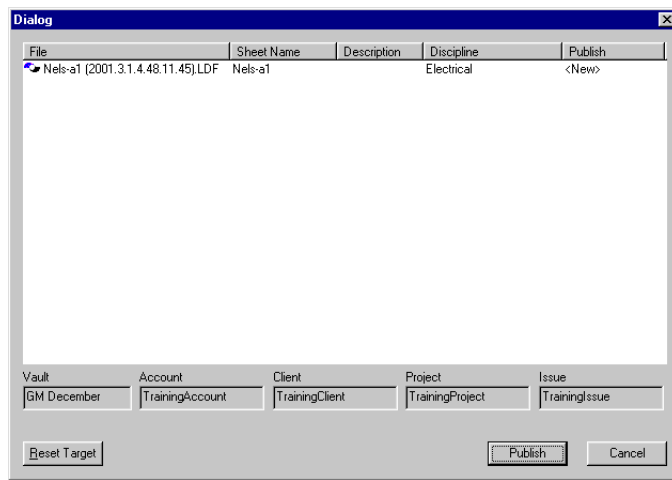 Dialog
File Sheet Name Description Discipline Publish
Nels-a1 (2001.3.1.4.48.11.45).LDF Nels-a1 Electrical <New>
Vault Account Client Project Issue
GM December TrainingAccount TrainingClient TrainingProject TrainingIssue
Reset Target Publish Cancel